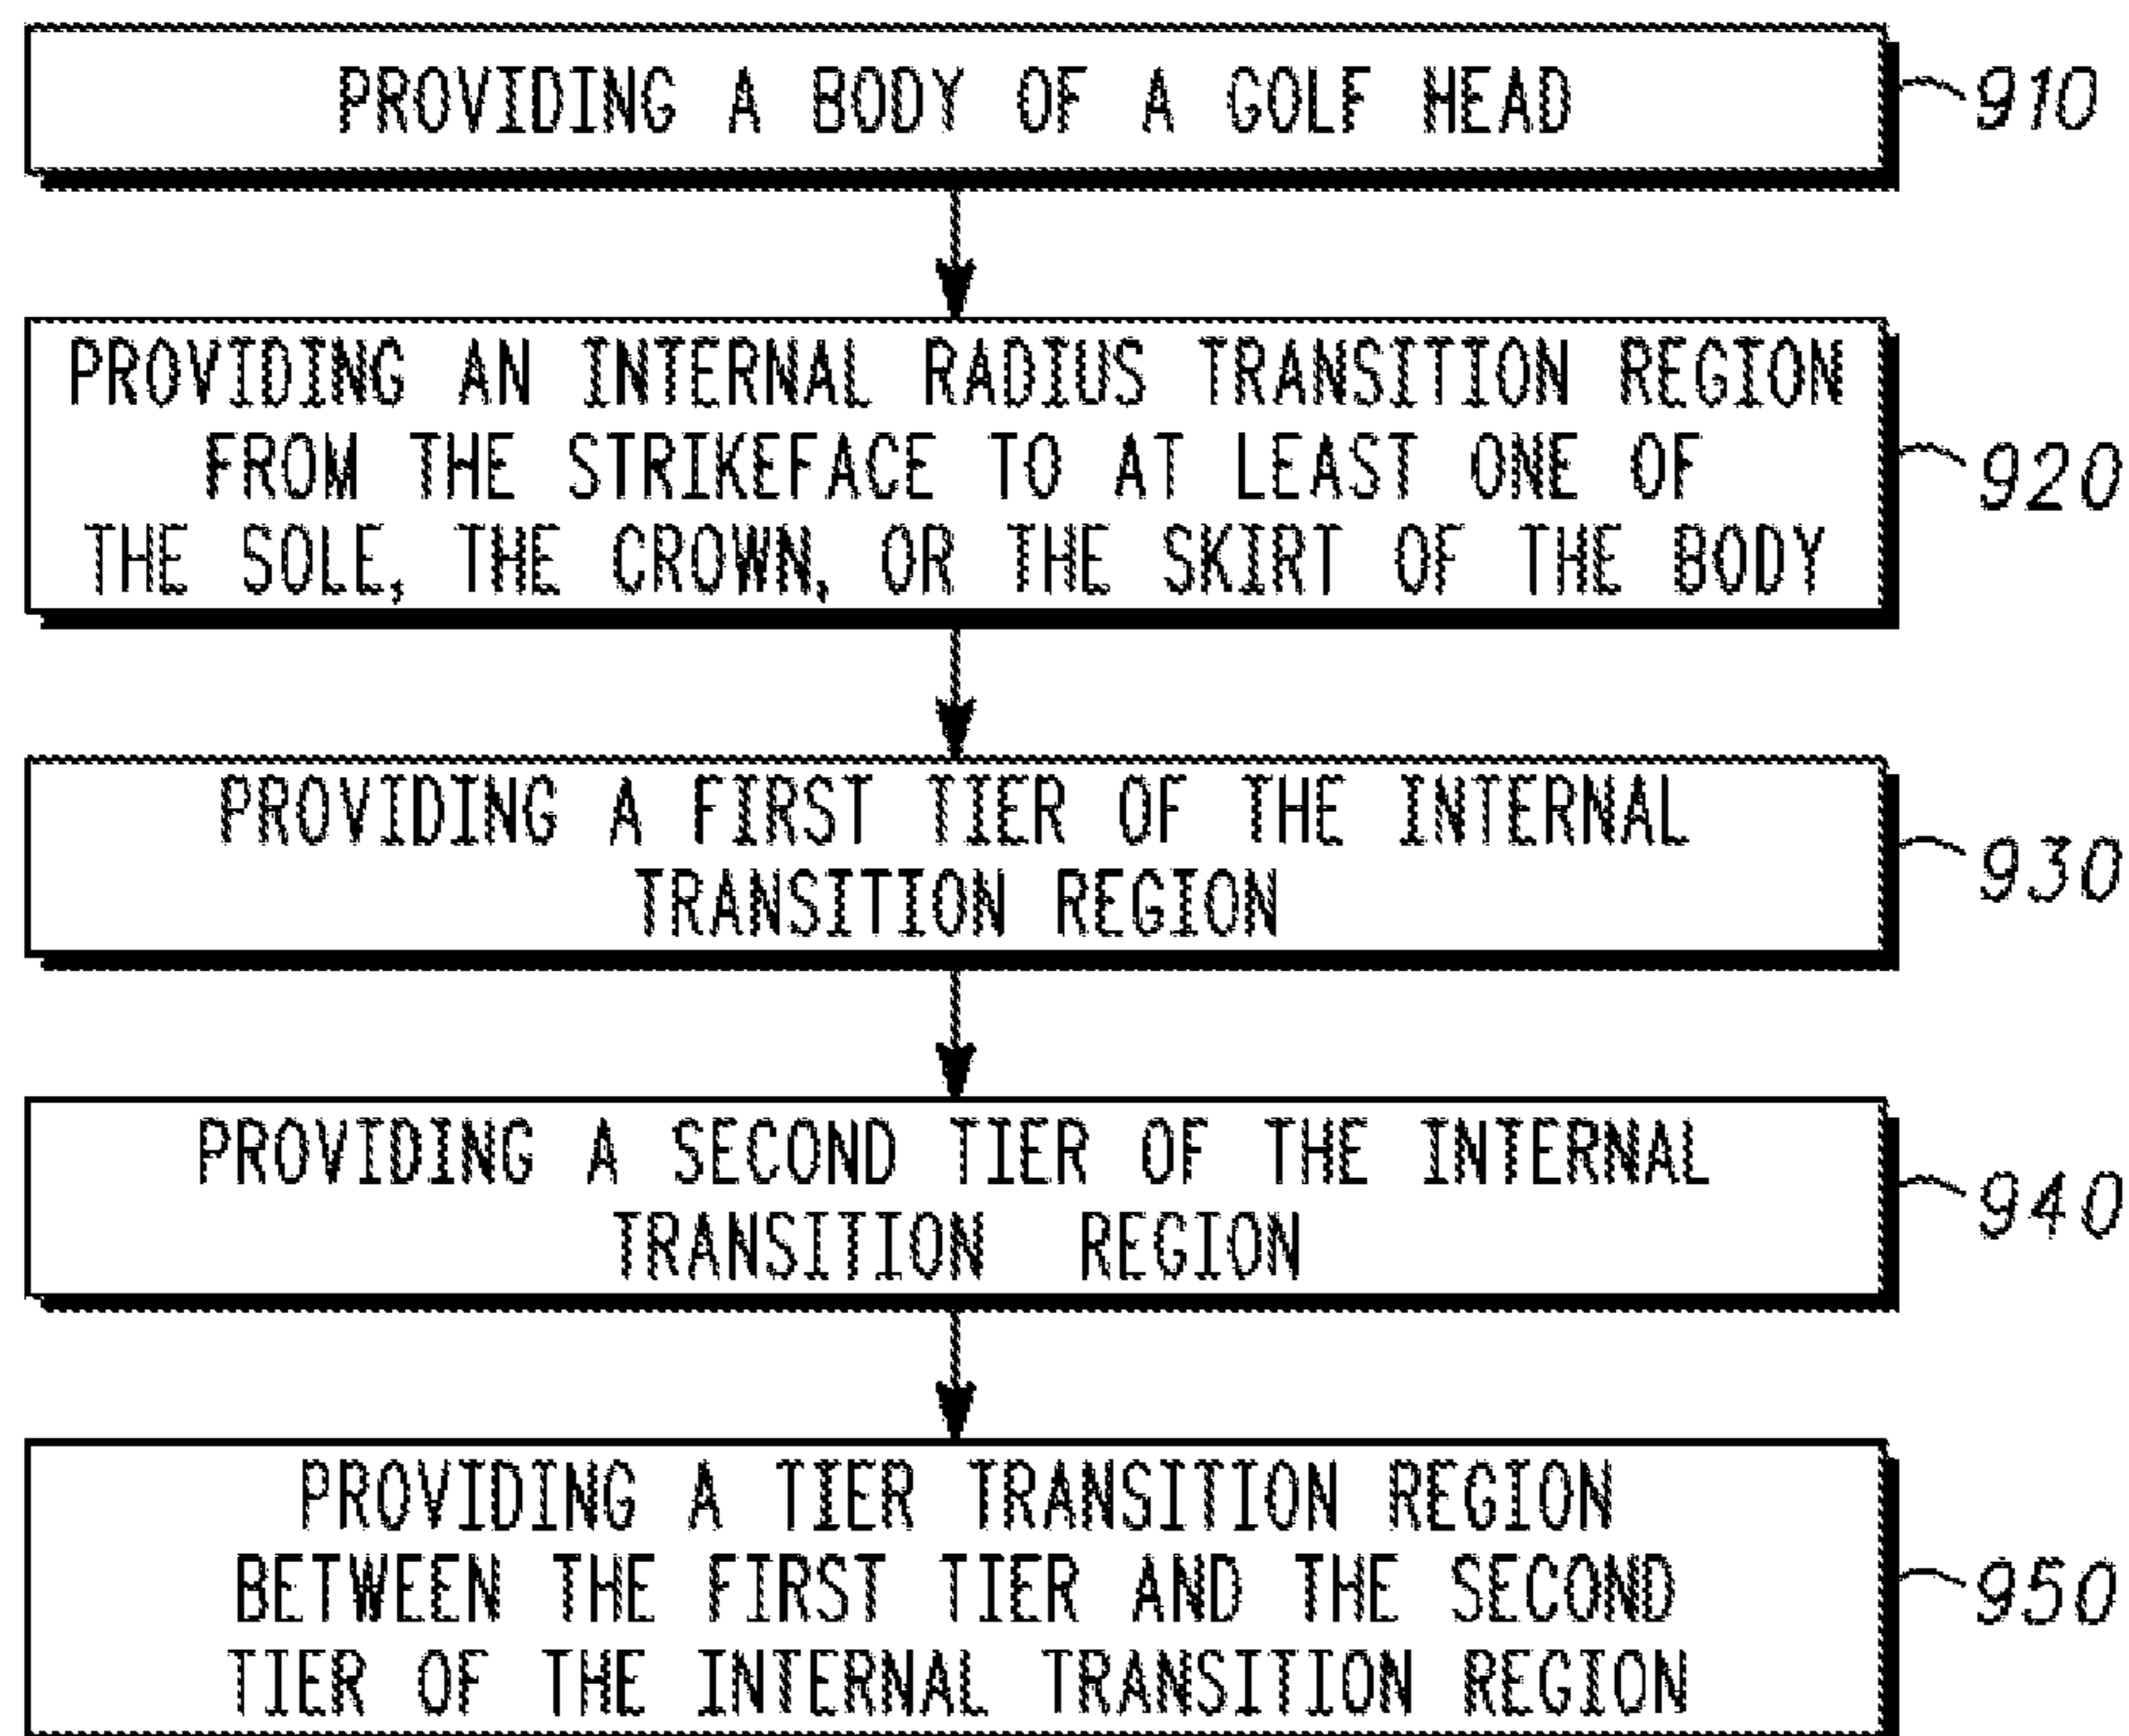 PROVIDING A BODY OF A GOLF HEAD
910
PROVIDING AN INTERNAL RADIUS TRANSITION REGION
FROM THE STRIKEFACE TO AT LEAST ONE OF
THE SOLE, THE CROWN, OR THE SKIRT OF THE BODY
920
PROVIDING A FIRST TIER OF THE INTERNAL
TRANSITION REGION
930
PROVIDING A SECOND TIER OF THE INTERNAL
TRANSITION REGION
940
PROVIDING A TIER TRANSITION REGION
BETWEEN THE FIRST TIER AND THE SECOND
TIER OF THE INTERNAL TRANSITION REGION
950